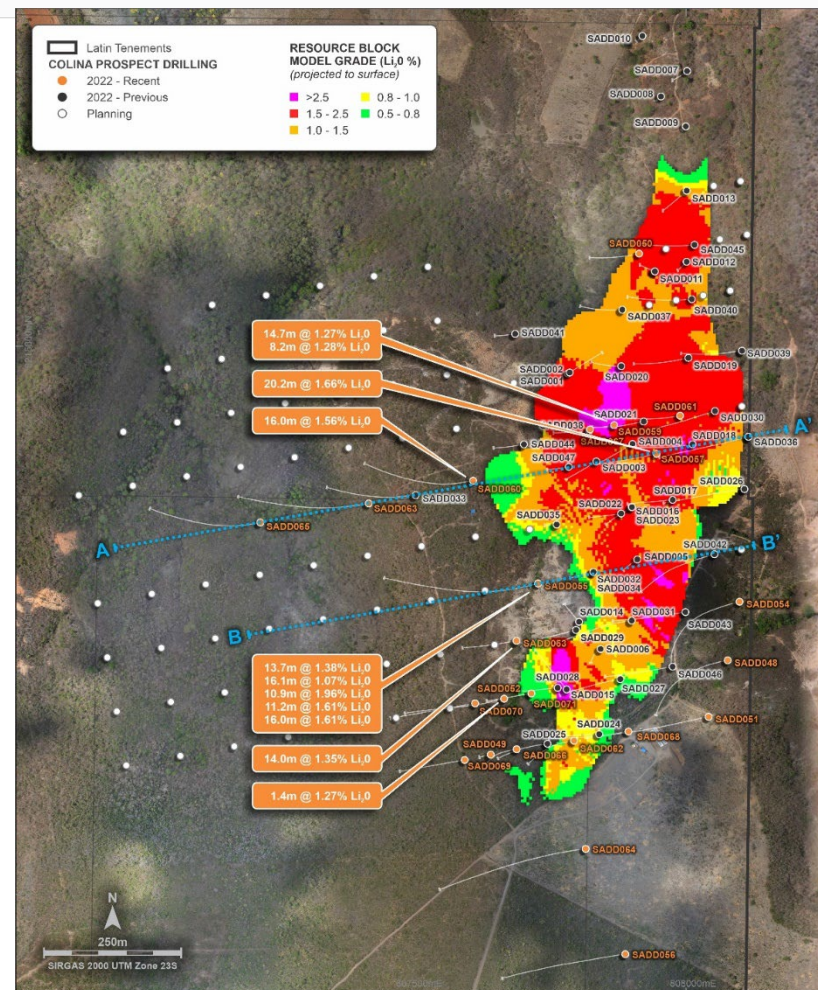 Latin Tenements
COLINA PROSPECT DRILLING
2022 - Recent
2022 - Previous
Planning
RESOURCE BLOCK
MODEL GRADE (Li₂0 %)
(projected to surface)
>2.5
1.5 - 2.5
1.0 - 1.5
0.8 - 1.0
0.5 - 0.8
SADD010
SADD007
SADD008
SADD009
SADD013
SADD050
SADD045
SADD012
SADD011
SADD040
SADD037
SADD041
SADD039
SADD002
SADD001
SADD020
SADD019
14.7m @ 1.27% Li₂0
8.2m @ 1.28% Li₂0
20.2m @ 1.66% Li₂0
16.0m @ 1.56% Li₂0
SADD021
SADD061
SADD030
SADD059
SADD018
A'
SADD036
SADD044
SADD004
SADD057
SADD047
SADD003
SADD060
SADD033
SADD063
SADD065
SADD026
SADD017
SADD022
SADD016
SADD023
SADD035
A
SADD005
SADD042
B'
SADD032
SADD034
SADD055
B
SADD014
SADD031
SADD043
SADD054
SADD029
SADD006
SADD053
SADD048
SADD046
13.7m @ 1.38% Li₂0
16.1m @ 1.07% Li₂0
10.9m @ 1.96% Li₂0
11.2m @ 1.61% Li₂0
16.0m @ 1.61% Li₂0
SADD028
SADD027
SADD015
SADD071
SADD070
SADD051
SADD024
SADD068
SADD025
SADD062
SADD049
SADD066
SADD069
14.0m @ 1.35% Li₂0
1.4m @ 1.27% Li₂0
SADD064
SADD056
N
250m
SIRGAS 2000 UTM Zone 23S
808000mE